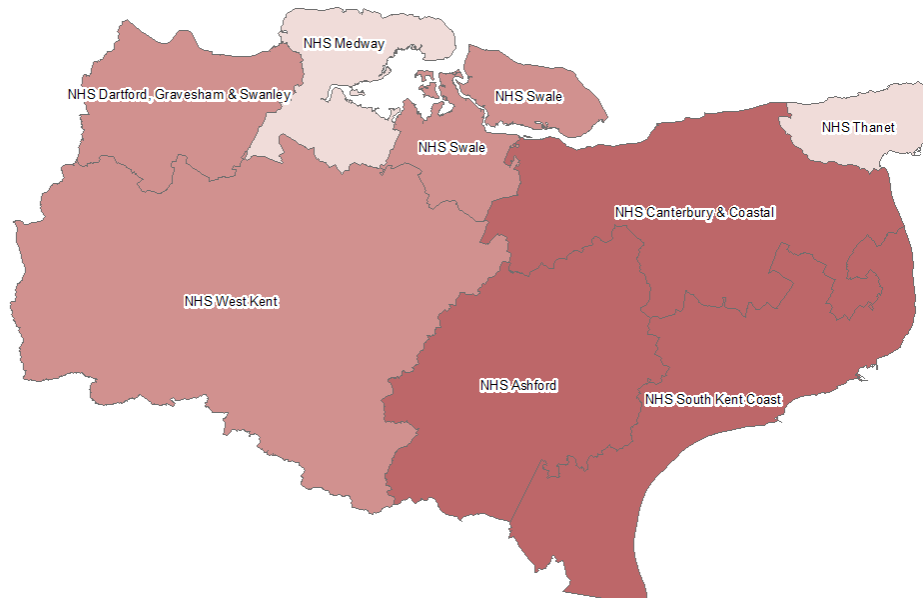 NHS Medway
NHS Dartford, Gravesham & Swanley
NHS Swale
NHS Thanet
NHS Swale
NHS Canterbury & Coastal
NHS West Kent
NHS Ashford
NHS South Kent Coast